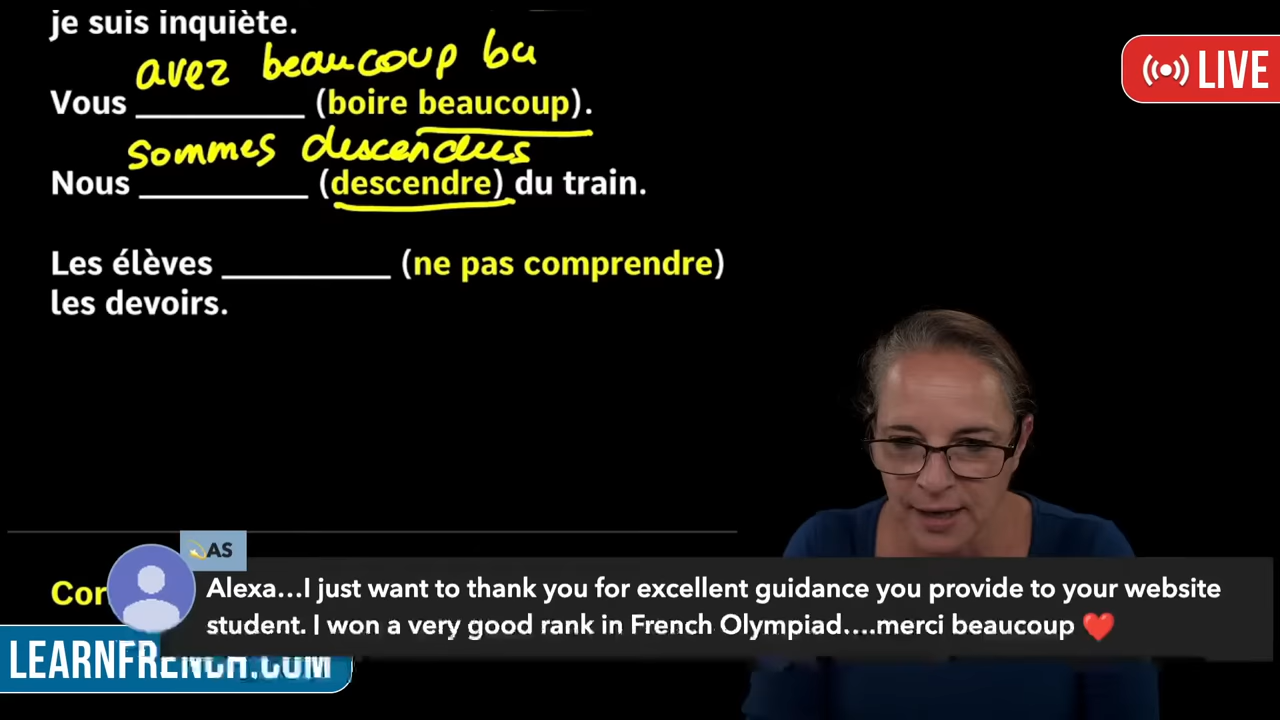 je suis inquiète.
avez beaucoup bu
Vous __________ (boire beaucoup).
sommes descendus
Nous __________ (descendre) du train.
Les élèves __________ (ne pas comprendre)
les devoirs.
LIVE
💫AS
Cor
Alexa...I just want to thank you for excellent guidance you provide to your website
student. I won a very good rank in French Olympiad....merci beaucoup ❤️
LEARNFRENCH.COM